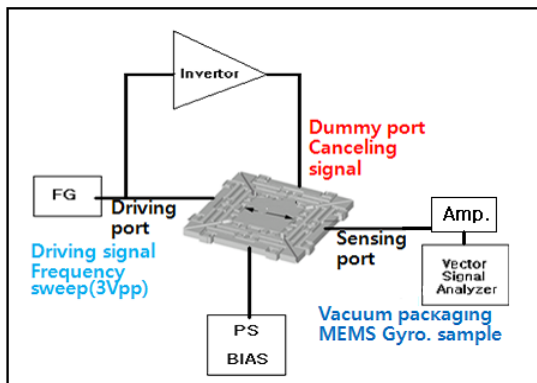 Invertor
Dummy port
Canceling
signal
FG
Driving
port
Driving signal
Frequency
sweep(3Vpp)
Sensing
port
Amp.
Vector
Signal
Analyzer
Vacuum packaging
MEMS Gyro. sample
PS
BIAS